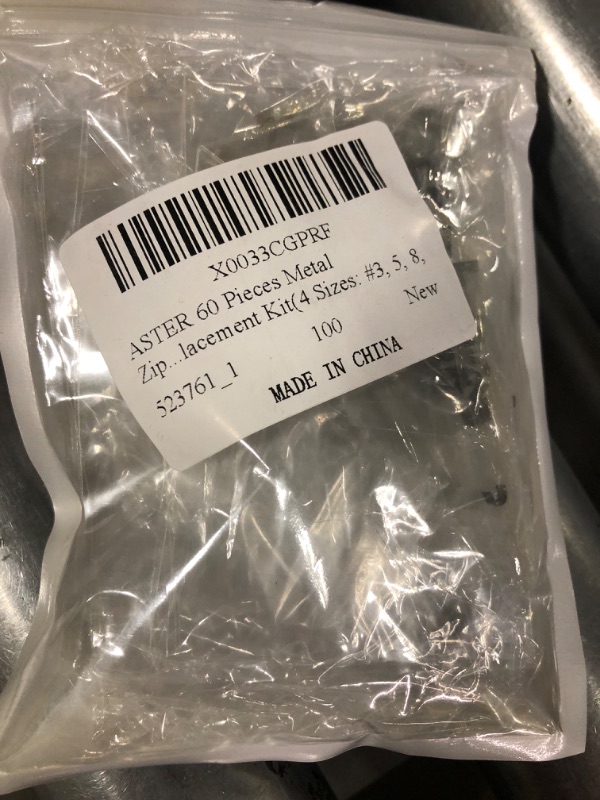 X0033CGPRF
ASTER 60 Pieces Metal
Zip...lacement Kit(4 Sizes: #3, 5, 8,
New
523761_1 100
MADE IN CHINA